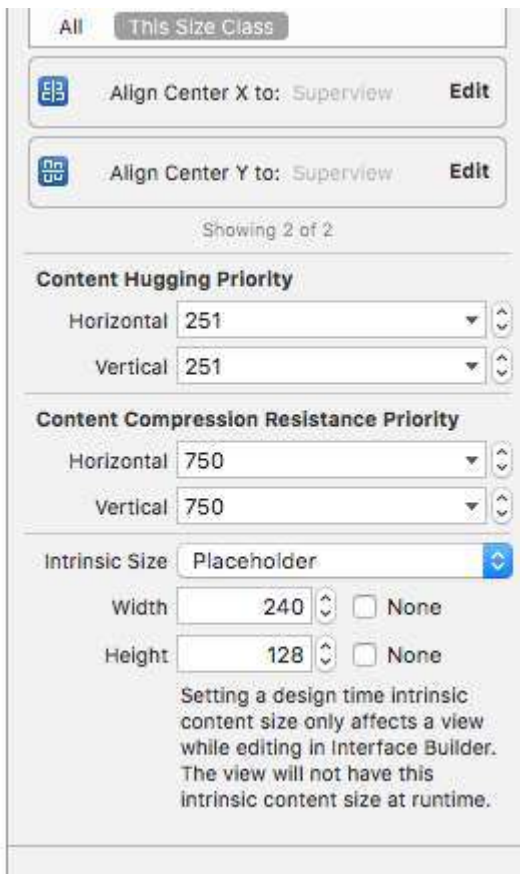 All This Size Class
Align Center X to: Superview Edit
Align Center Y to: Superview Edit
Showing 2 of 2
Content Hugging Priority
Horizontal 251
Vertical 251
Content Compression Resistance Priority
Horizontal 750
Vertical 750
Intrinsic Size Placeholder
Width 240 None
Height 128 None
Setting a design time intrinsic
content size only affects a view
while editing in Interface Builder.
The view will not have this
intrinsic content size at runtime.